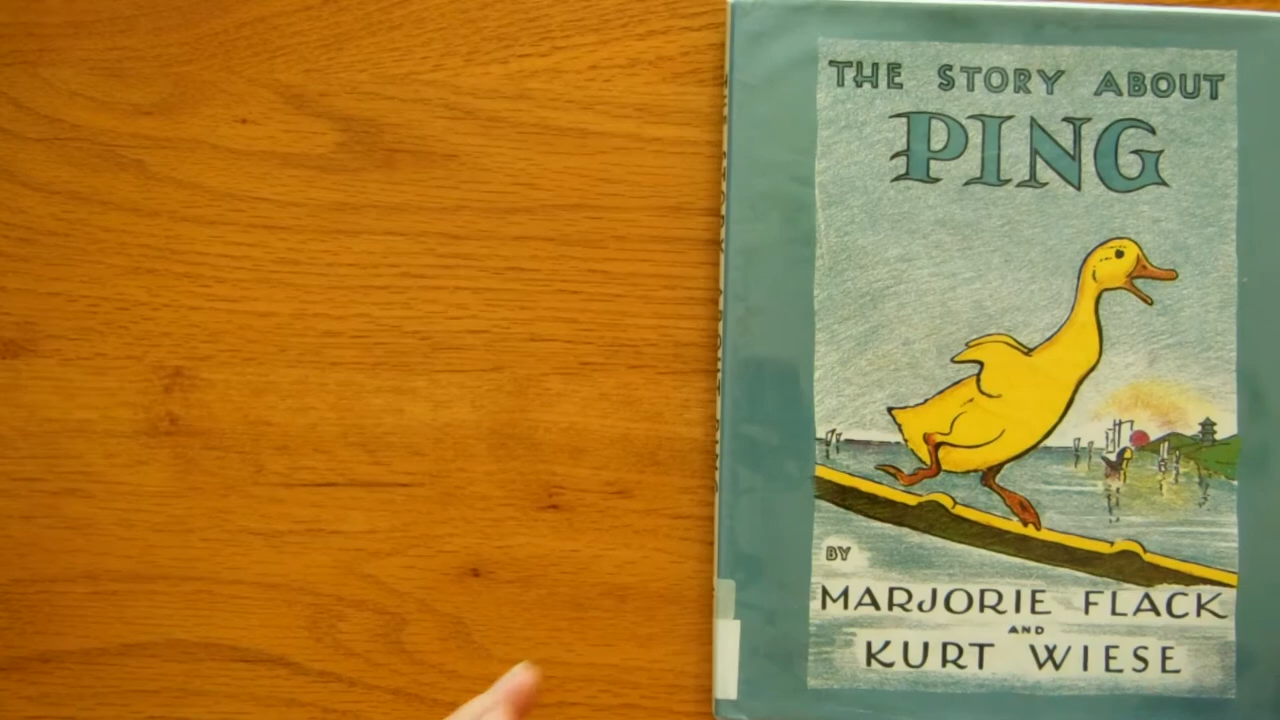 THE STORY ABOUT
PING
BY
MARJORIE FLACK
AND
KURT WIESE